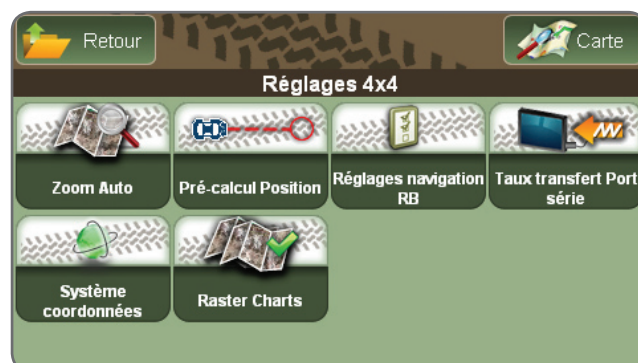 Retour
Carte
Réglages 4x4
Zoom Auto
Pré-calcul Position
Réglages navigation
RB
Taux transfert Port
série
Système
coordonnées
Raster Charts